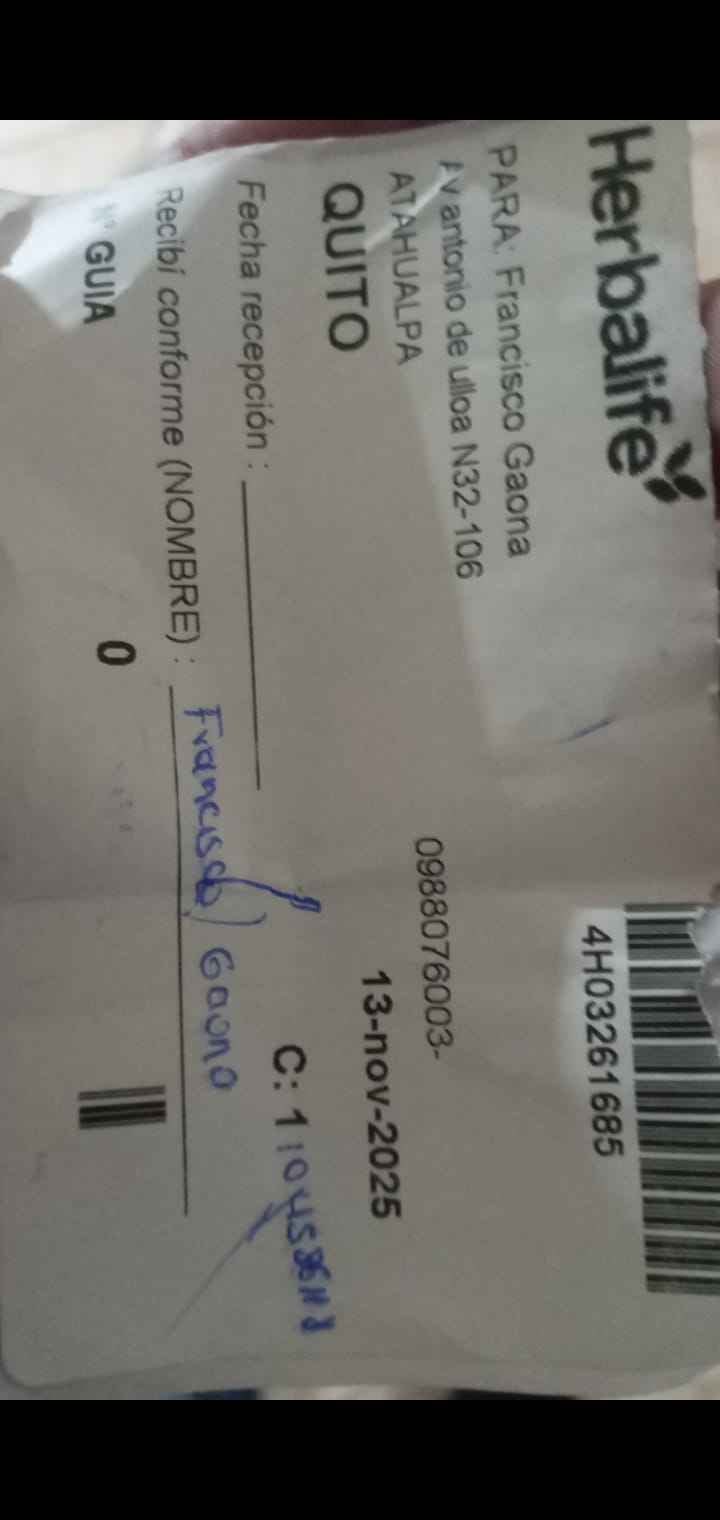 Herbalife
4H03261685
PARA: Francisco Gaona
Av antonio de ulloa N32-106
0988076003-
ATAHUALPA
13-nov-2025
QUITO
Fecha recepción :
C: 1
Recibí conforme (NOMBRE) : Francisco Gaona
Nº GUIA 0